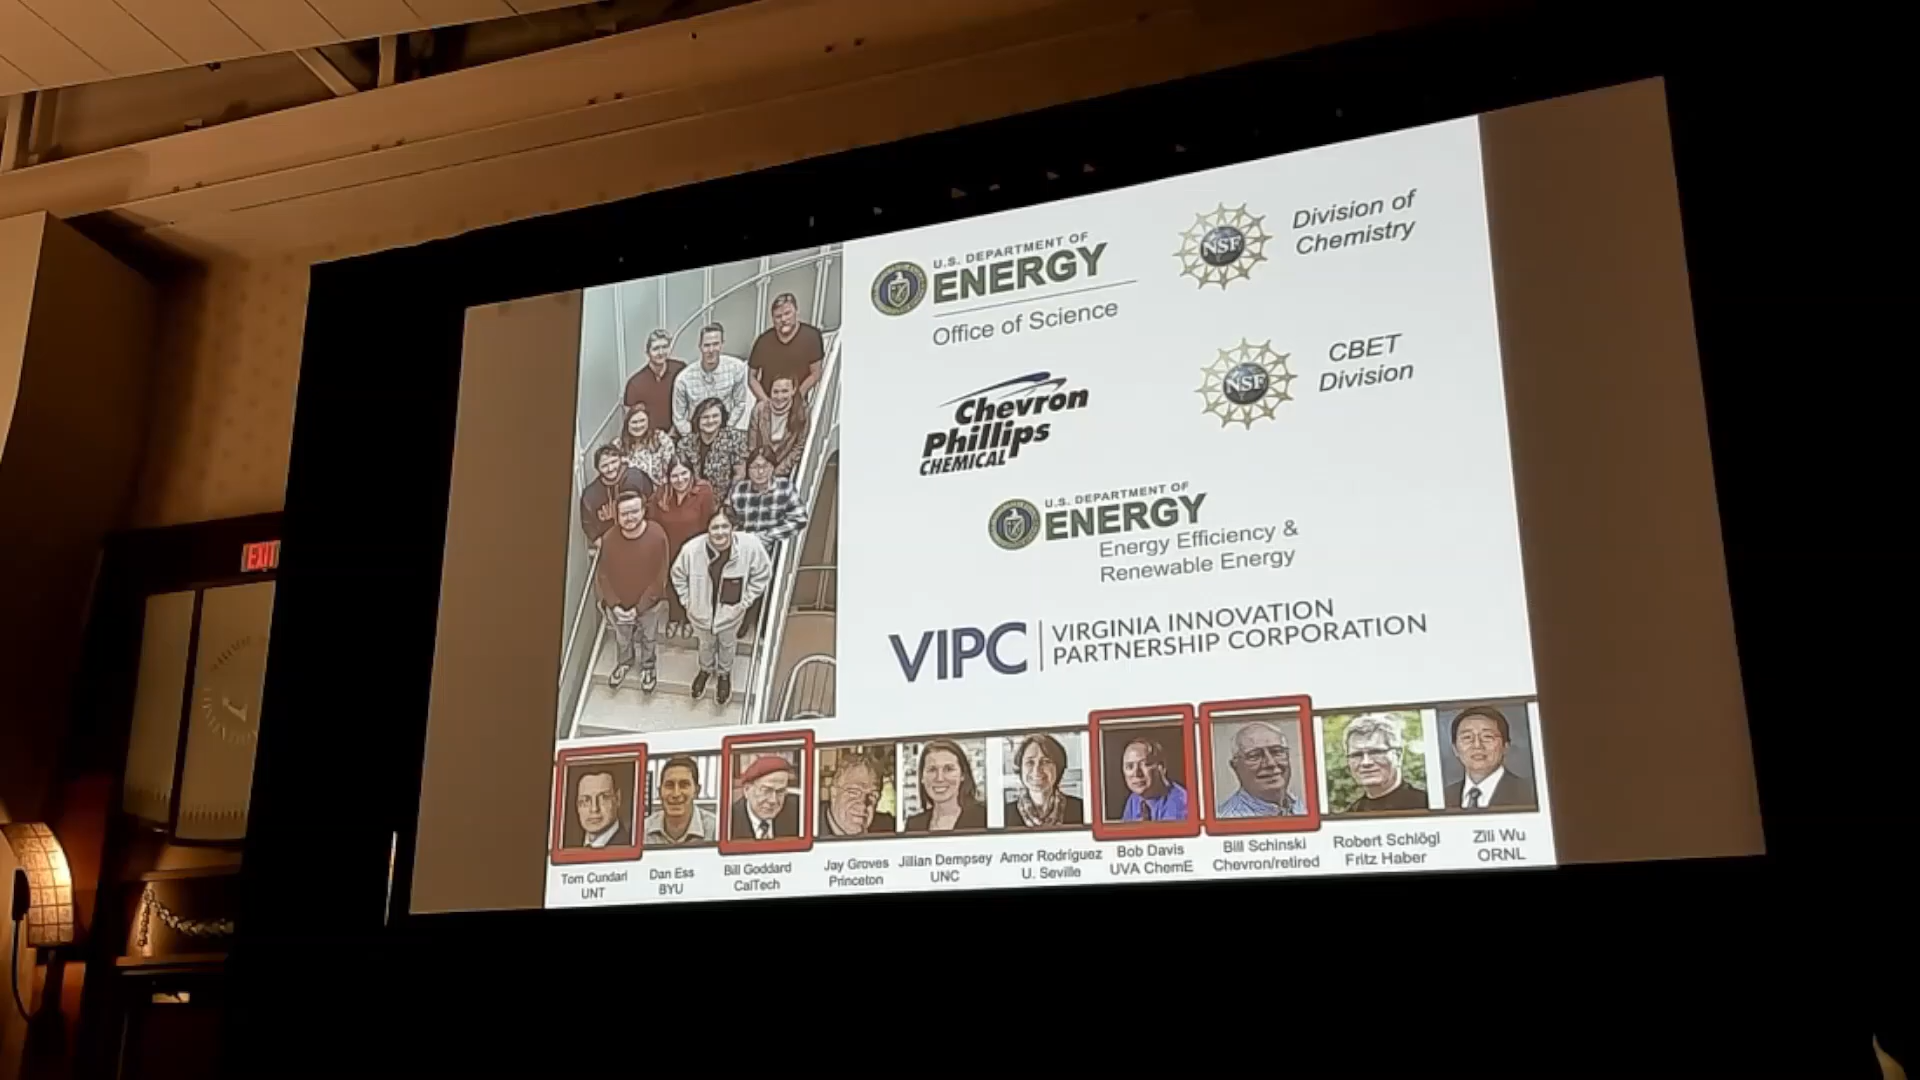 EXIT
U.S. DEPARTMENT OF
ENERGY
Office of Science
NSF
Division of
Chemistry
Chevron
Phillips
CHEMICAL
NSF
CBET
Division
U.S. DEPARTMENT OF
ENERGY
Energy Efficiency &
Renewable Energy
VIPC
VIRGINIA INNOVATION
PARTNERSHIP CORPORATION
Tom Cundari
UNT
Dan Ess
BYU
Bill Goddard
CalTech
Jay Groves
Princeton
Jillian Dempsey
UNC
Amor Rodríguez
U. Seville
Bob Davis
UVA ChemE
Bill Schinski
Chevron/retired
Robert Schlögl
Fritz Haber
Zili Wu
ORNL